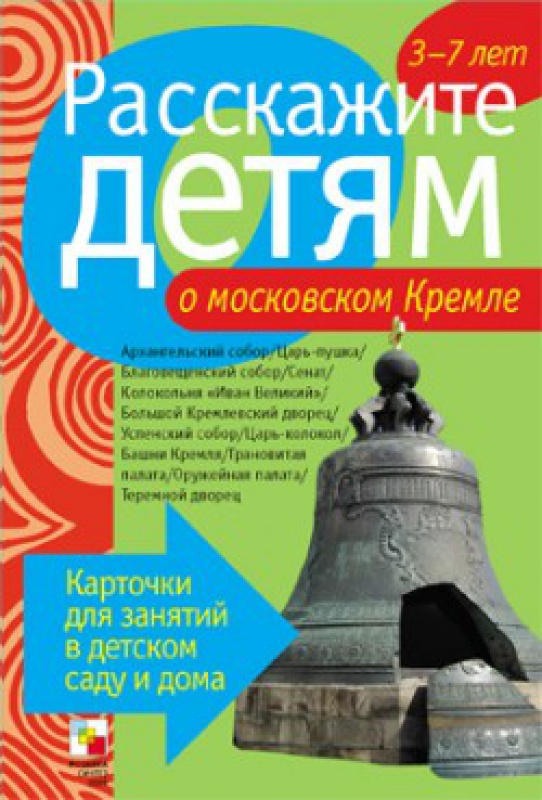 3–7 лет
Расскажите
детям
о московском Кремле
Архангельский собор/Царь-пушка/
Благовещенский собор/Сенат/
Колокольня «Иван Великий»/
Большой Кремлевский дворец/
Успенский собор/Царь-колокол/
Башни Кремля/Грановитая
палата/Оружейная палата/
Теремной дворец
Карточки
для занятий
в детском
саду и дома